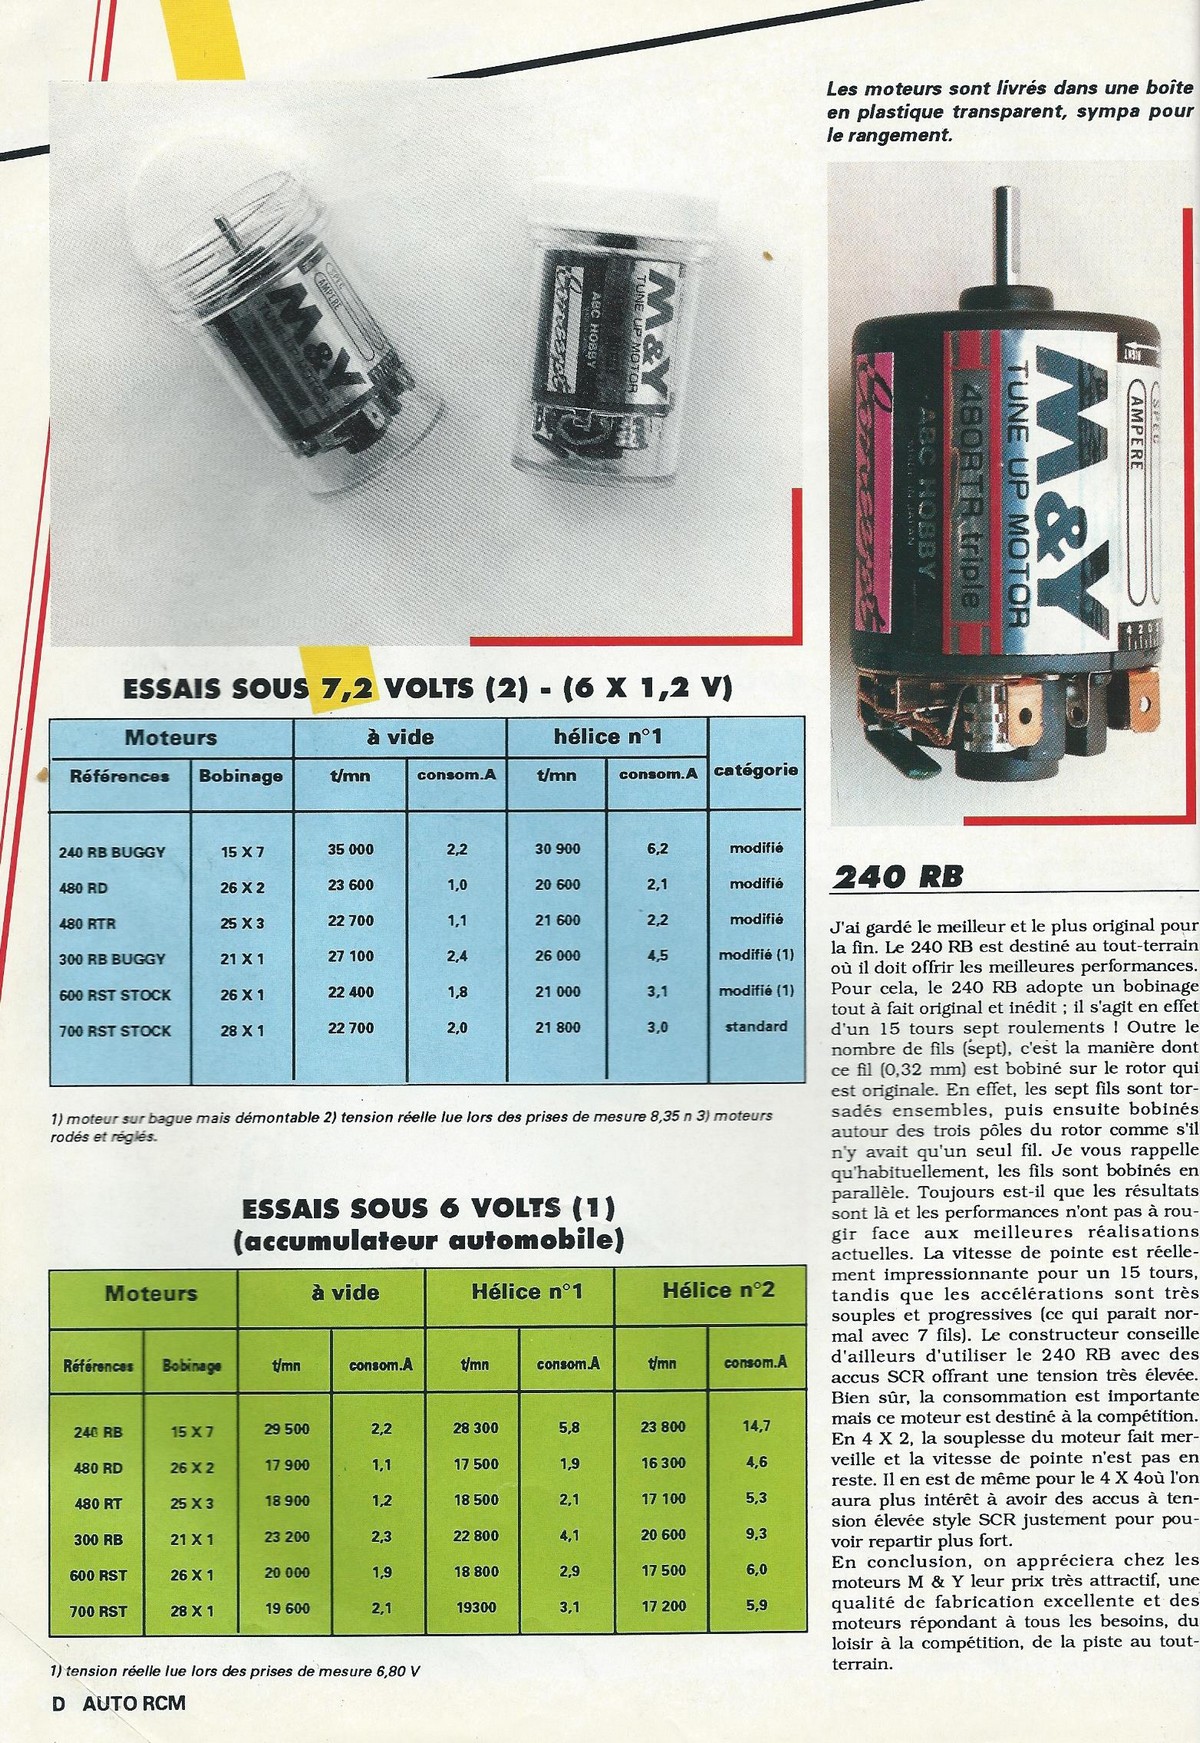 Les moteurs sont livrés dans une boîte
en plastique transparent, sympa pour
le rangement.
SPEC
AMPERE
M&Y
TUNE UP MOTOR
M&Y
TUNE UP MOTOR
ABC HOBBY
Concept
RIGHT
SPEC
AMPERE
M&Y
TUNE UP MOTOR
480RTR triple
ABC HOBBY
MADE IN JAPAN
Concept
ESSAIS SOUS 7,2 VOLTS (2) - (6 X 1,2 V)
Moteurs à vide hélice n°1
Références Bobinage t/mn consom.A t/mn consom.A catégorie
240 RB BUGGY 15 X 7 35 000 2,2 30 900 6,2 modifié
480 RD 26 X 2 23 600 1,0 20 600 2,1 modifié
480 RTR 25 X 3 22 700 1,1 21 600 2,2 modifié
300 RB BUGGY 21 X 1 27 100 2,4 26 000 4,5 modifié (1)
600 RST STOCK 26 X 1 22 400 1,8 21 000 3,1 modifié (1)
700 RST STOCK 28 X 1 22 700 2,0 21 800 3,0 standard
1) moteur sur bague mais démontable 2) tension réelle lue lors des prises de mesure 8,35 n 3) moteurs
rodés et réglés.
ESSAIS SOUS 6 VOLTS (1)
(accumulateur automobile)
Moteurs à vide Hélice n°1 Hélice n°2
Références Bobinage t/mn consom.A t/mn consom.A t/mn consom.A
240 RB 15 X 7 29 500 2,2 28 300 5,8 23 800 14,7
480 RD 26 X 2 17 900 1,1 17 500 1,9 16 300 4,6
480 RT 25 X 3 18 900 1,2 18 500 2,1 17 100 5,3
300 RB 21 X 1 23 200 2,3 22 800 4,1 20 600 9,3
600 RST 26 X 1 20 000 1,9 18 800 2,9 17 500 6,0
700 RST 28 X 1 19 600 2,1 19300 3,1 17 200 5,9
1) tension réelle lue lors des prises de mesure 6,80 V
D AUTO RCM
240 RB
J'ai gardé le meilleur et le plus original pour
la fin. Le 240 RB est destiné au tout-terrain
où il doit offrir les meilleures performances.
Pour cela, le 240 RB adopte un bobinage
tout à fait original et inédit ; il s'agit en effet
d'un 15 tours sept roulements ! Outre le
nombre de fils (sept), c'est la manière dont
ce fil (0,32 mm) est bobiné sur le rotor qui
est originale. En effet, les sept fils sont tor-
sadés ensembles, puis ensuite bobinés
autour des trois pôles du rotor comme s'il
n'y avait qu'un seul fil. Je vous rappelle
qu'habituellement, les fils sont bobinés en
parallèle. Toujours est-il que les résultats
sont là et les performances n'ont pas à rou-
gir face aux meilleures réalisations
actuelles. La vitesse de pointe est réelle-
ment impressionnante pour un 15 tours,
tandis que les accélérations sont très
souples et progressives (ce qui parait nor-
mal avec 7 fils). Le constructeur conseille
d'ailleurs d'utiliser le 240 RB avec des
accus SCR offrant une tension très élevée.
Bien sûr, la consommation est importante
mais ce moteur est destiné à la compétition.
En 4 X 2, la souplesse du moteur fait mer-
veille et la vitesse de pointe n'est pas en
reste. Il en est de même pour le 4 X 4où l'on
aura plus intérêt à avoir des accus à ten-
sion élevée style SCR justement pour pou-
voir repartir plus fort.
En conclusion, on appréciera chez les
moteurs M & Y leur prix très attractif, une
qualité de fabrication excellente et des
moteurs répondant à tous les besoins, du
loisir à la compétition, de la piste au tout-
terrain.